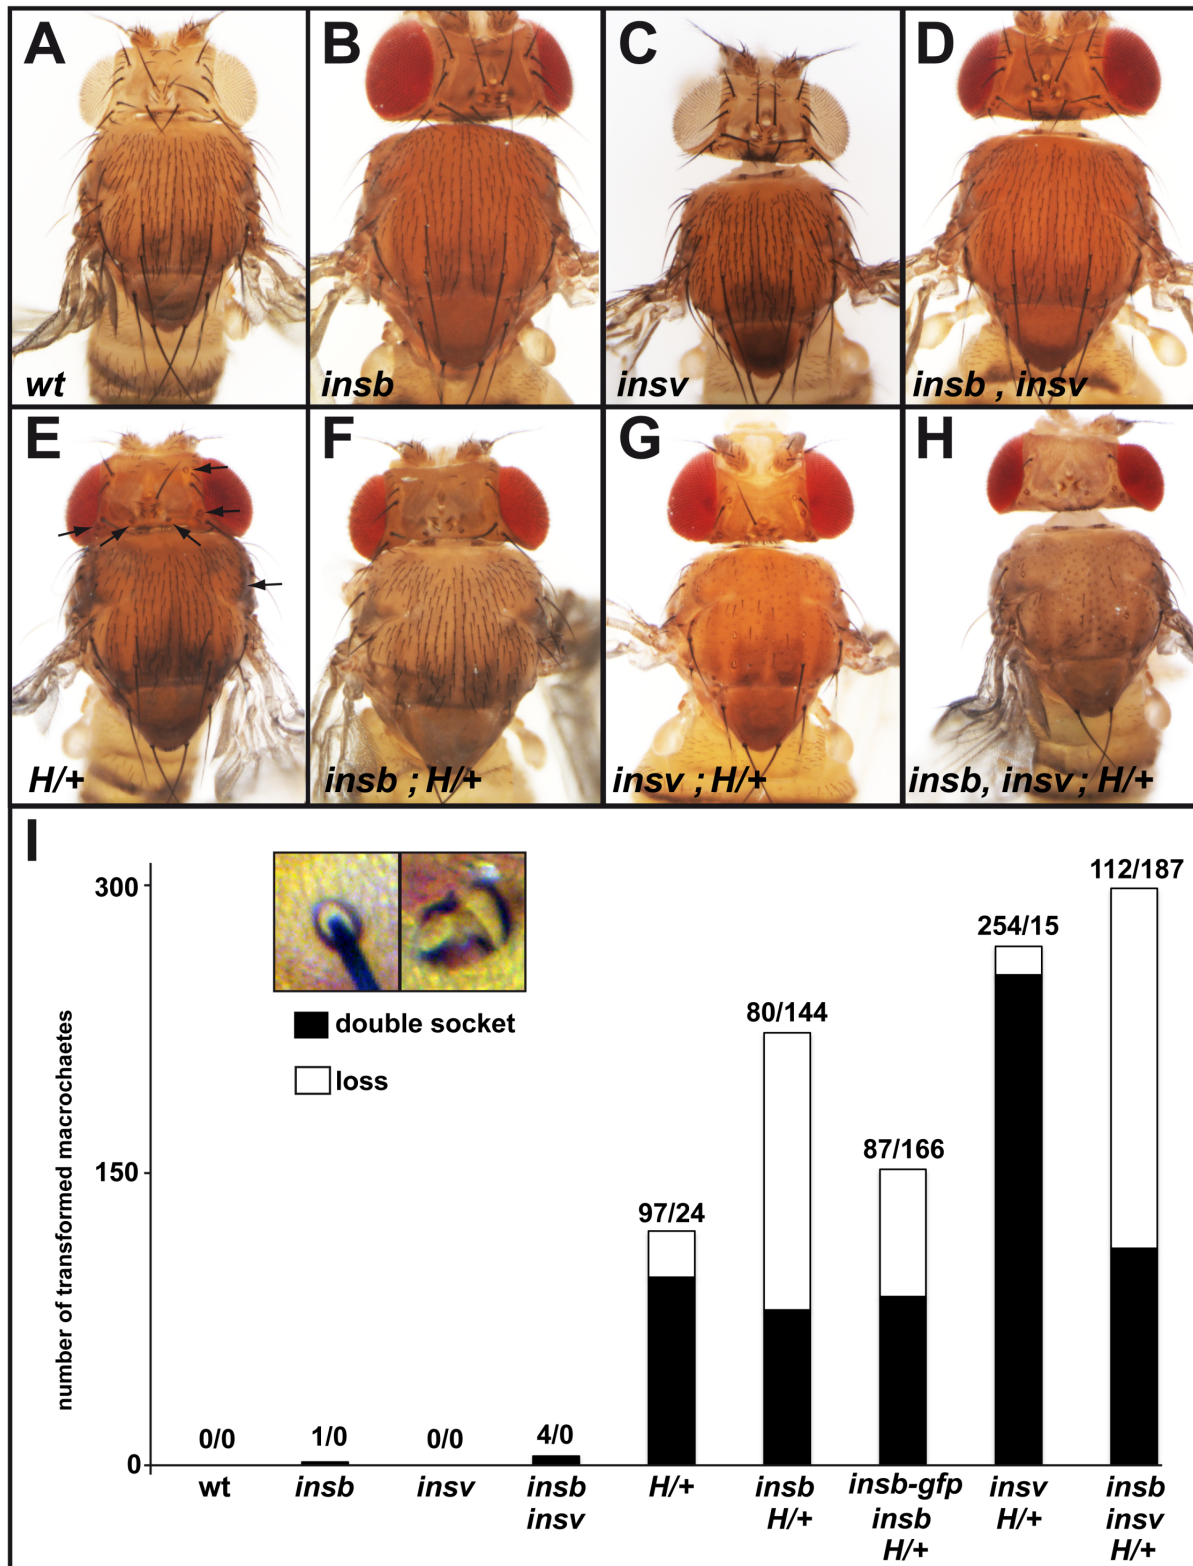 A
B
C
D
wt
insb
insv
insb , insv
E
F
G
H
H/+
insb ; H/+
insv ; H/+
insb, insv ; H/+
I
number of transformed macrochaetes
300
150
0
double socket
loss
0/0
1/0
0/0
4/0
97/24
80/144
87/166
254/15
112/187
wt
insb
insv
insb
insv
H/+
insb
H/+
insb-gfp
insb
H/+
insv
H/+
insb
insv
H/+